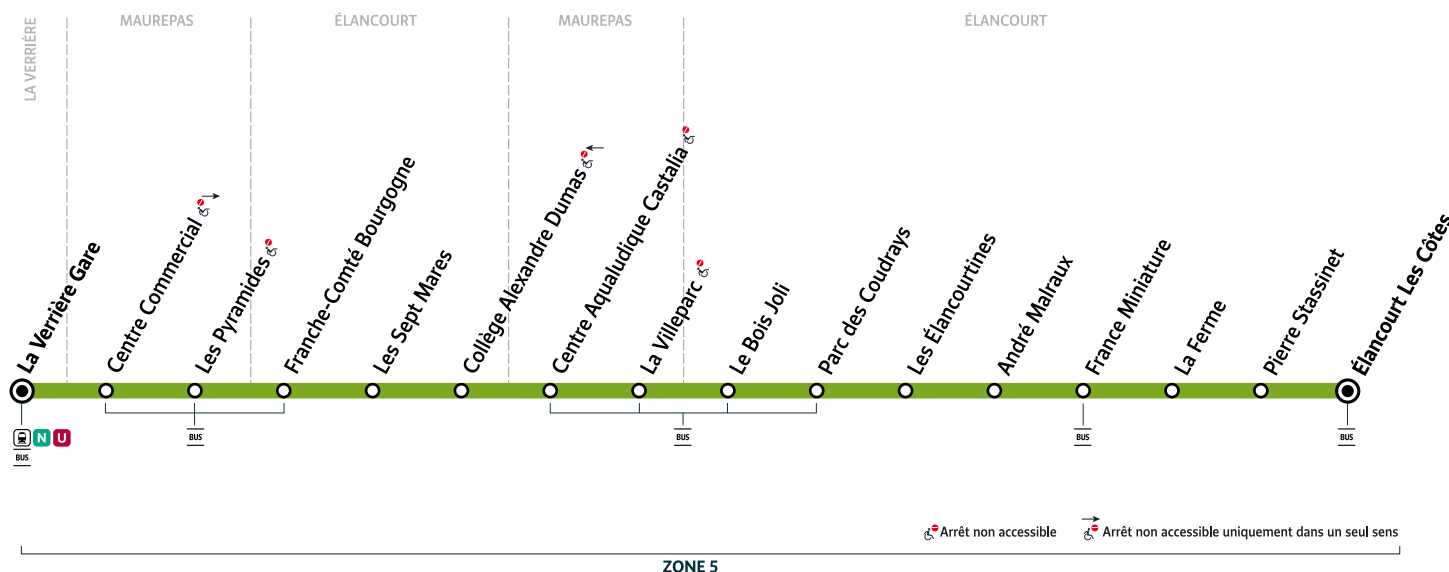 LA VERRIÈRE
MAUREPAS
ÉLANCOURT
MAUREPAS
ÉLANCOURT
La Verrière Gare
Centre Commercial
Les Pyramides
Franche-Comté Bourgogne
Les Sept Mares
Collège Alexandre Dumas
Centre Aqualudique Castalia
La Villeparc
Le Bois Joli
Parc des Coudrays
Les Élancourtines
André Malraux
France Miniature
La Ferme
Pierre Stassinet
Élancourt Les Côtes
N U
BUS
BUS
BUS
BUS
BUS
Arrêt non accessible
Arrêt non accessible uniquement dans un seul sens
ZONE 5